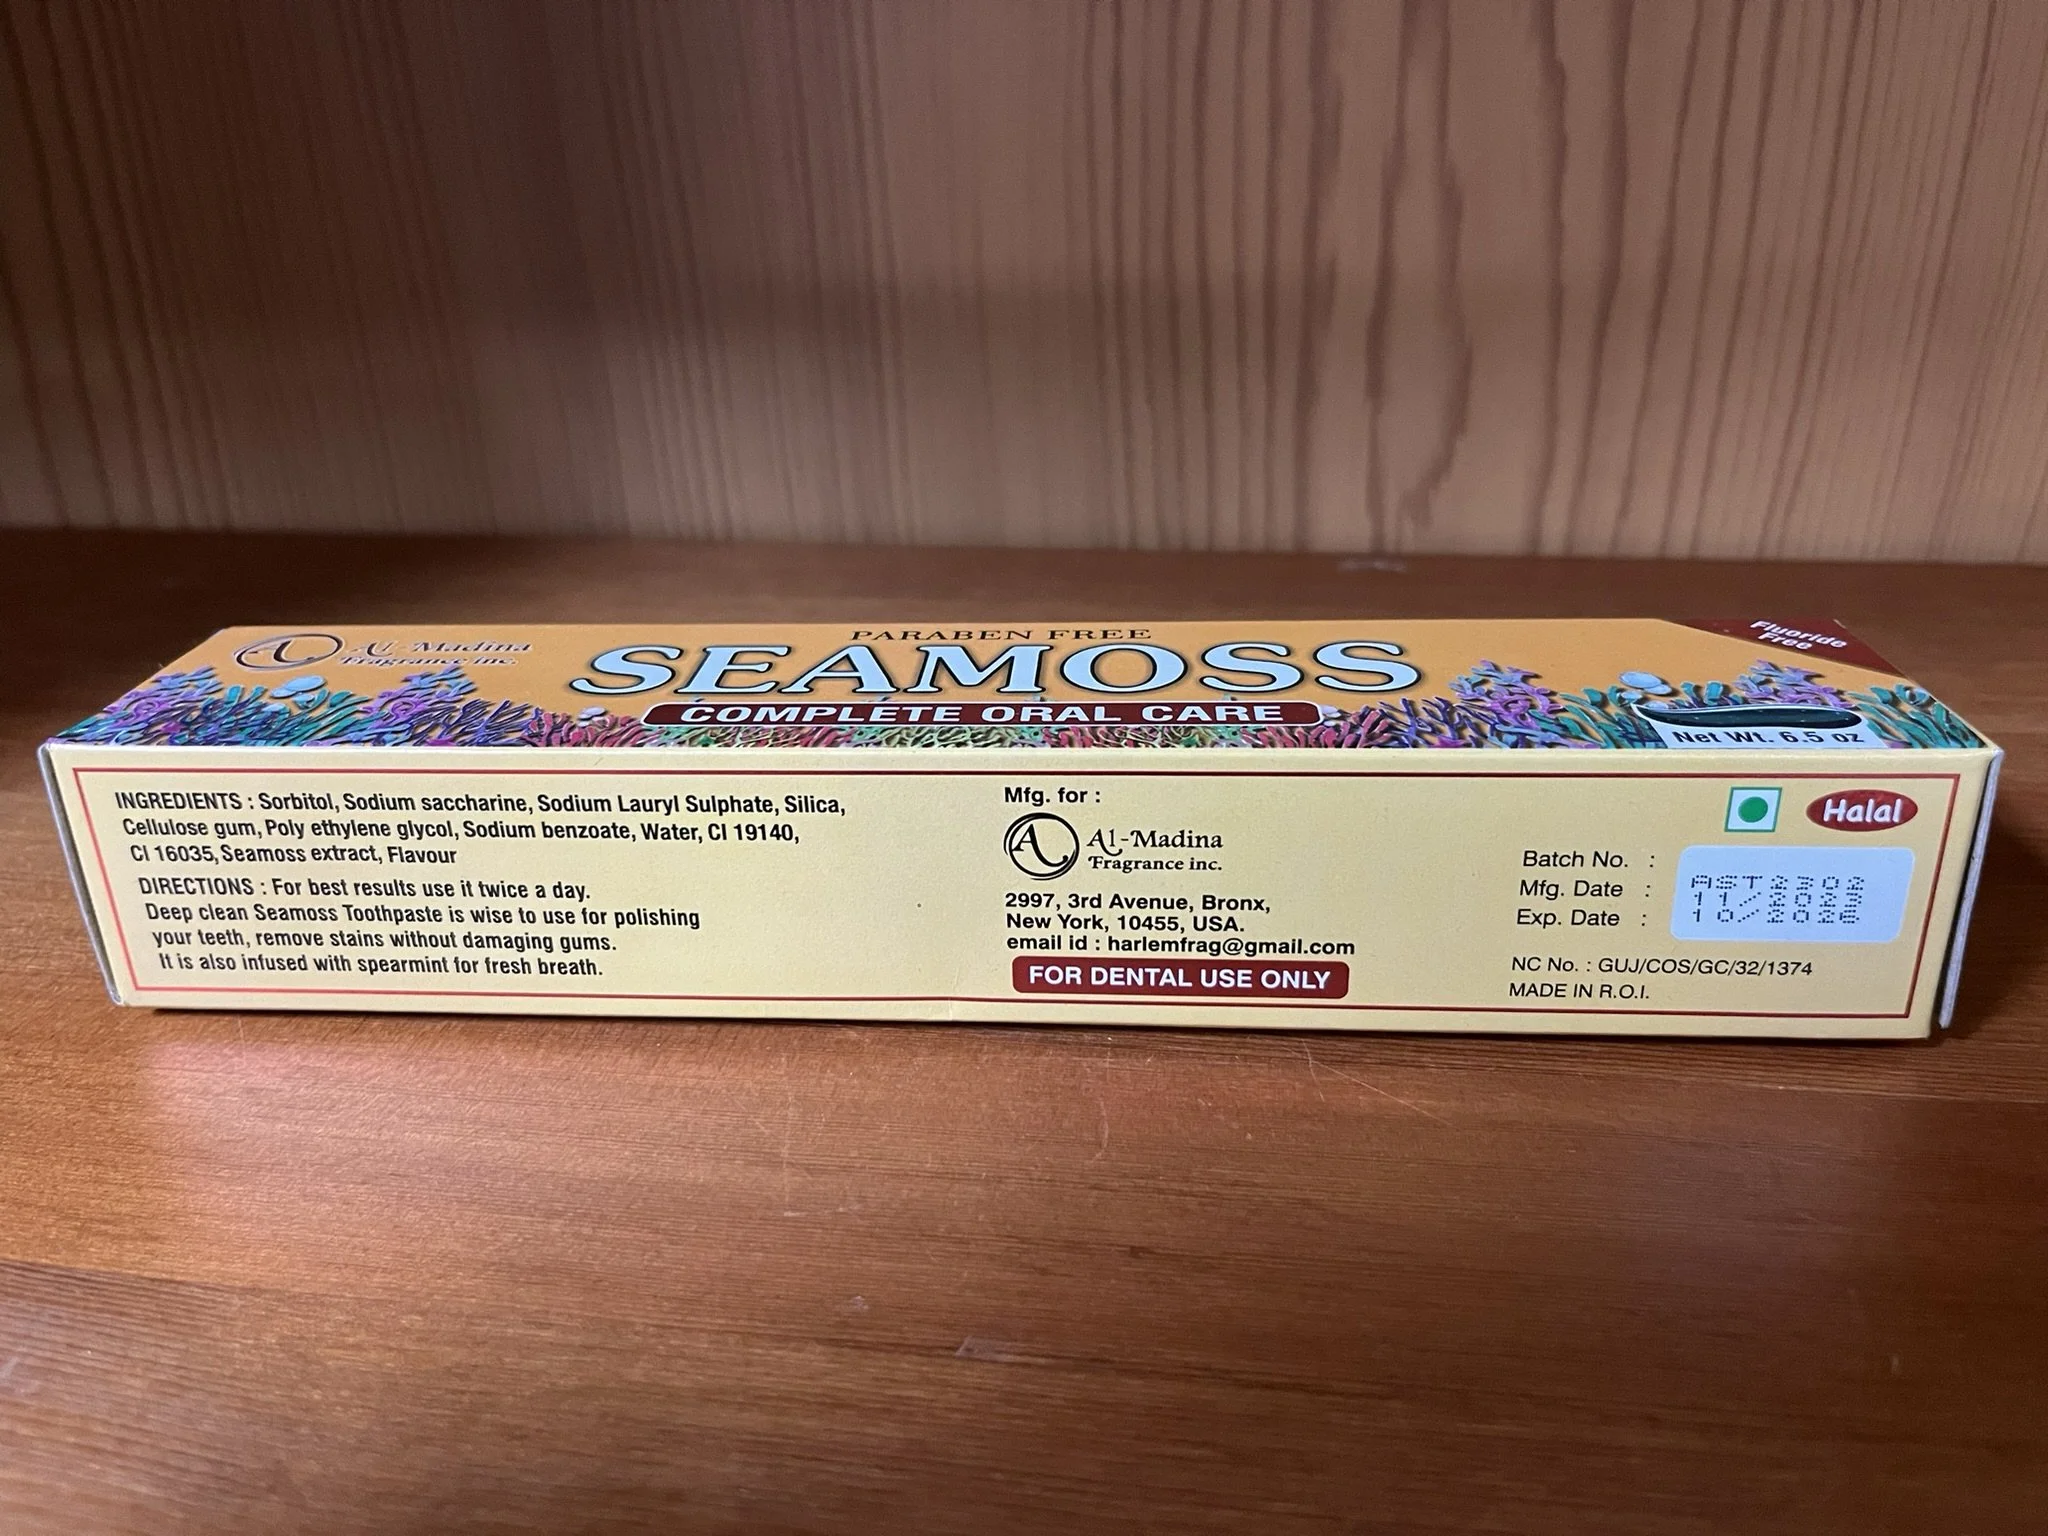 Al-Madina
Fragrance inc.
PARABEN FREE
SEAMOSS
COMPLETE ORAL CARE
Fluoride
Free
Net Wt. 6.5 oz
INGREDIENTS : Sorbitol, Sodium saccharine, Sodium Lauryl Sulphate, Silica,
Cellulose gum, Poly ethylene glycol, Sodium benzoate, Water, CI 19140,
CI 16035, Seamoss extract, Flavour
DIRECTIONS : For best results use it twice a day.
Deep clean Seamoss Toothpaste is wise to use for polishing
your teeth, remove stains without damaging gums.
It is also infused with spearmint for fresh breath.
Mfg. for :
Al-Madina
Fragrance inc.
2997, 3rd Avenue, Bronx,
New York, 10455, USA.
email id : harlemfrag@gmail.com
FOR DENTAL USE ONLY
Halal
Batch No. : AST2302
Mfg. Date : 11/2023
Exp. Date : 10/2026
NC No. : GUJ/COS/GC/32/1374
MADE IN R.O.I.